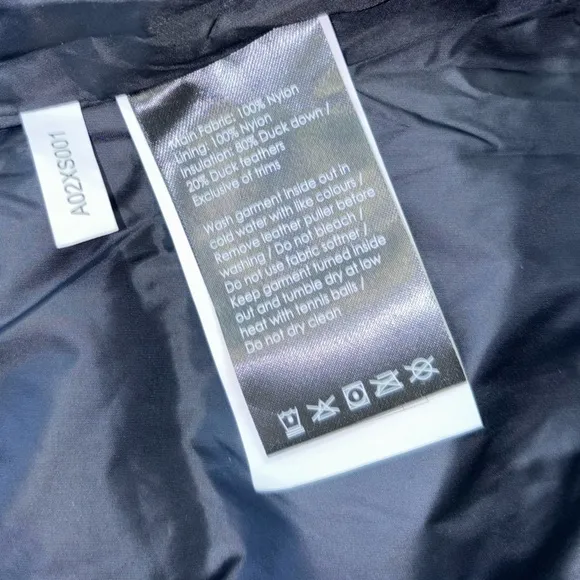 A02XS001
Main Fabric: 100% Nylon
Lining: 100% Nylon
Insulation: 80% Duck down /
20% Duck feathers
Exclusive of trims
Wash garment inside out in
cold water with like colours /
Remove leather puller before
washing / Do not bleach /
Do not use fabric softner /
Keep garment turned inside
out and tumble dry at low
heat with tennis balls /
Do not dry clean